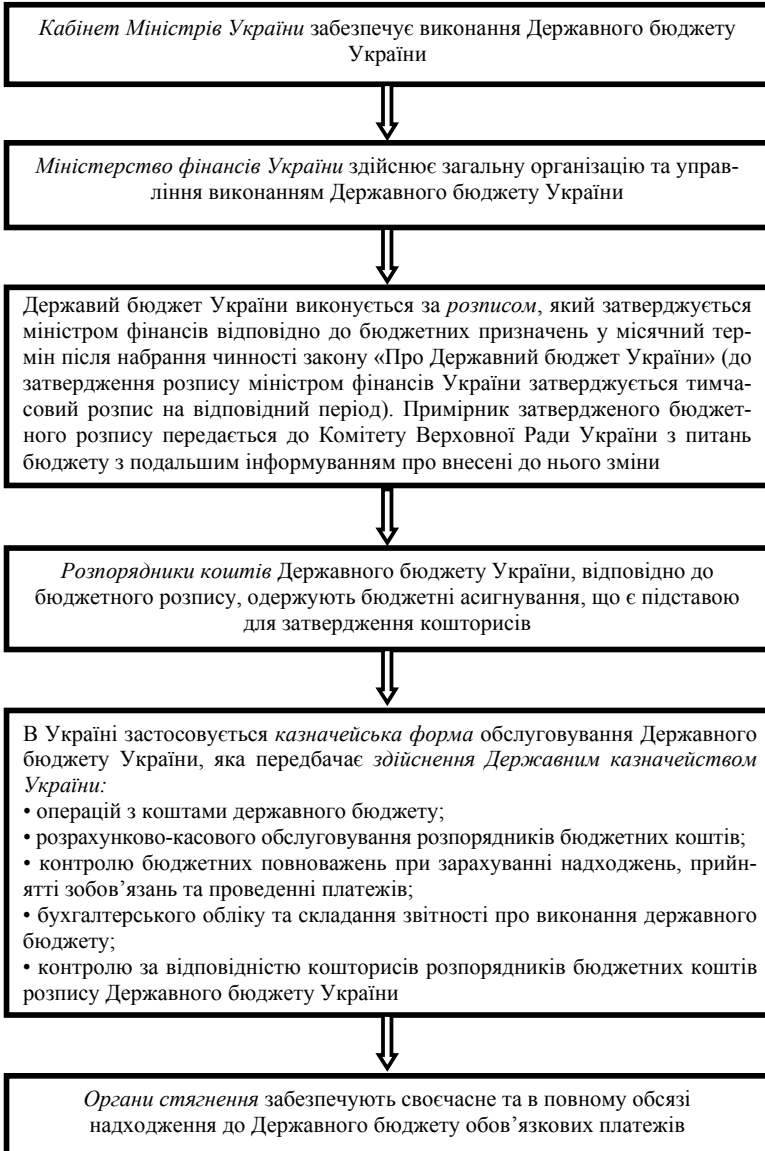 Кабінет Міністрів України забезпечує виконання Державного бюджету
України
Міністерство фінансів України здійснює загальну організацію та управ-
ління виконанням Державного бюджету України
Державий бюджет України виконується за розписом, який затверджується
міністром фінансів відповідно до бюджетних призначень у місячний тер-
мін після набрання чинності закону «Про Державний бюджет України» (до
затвердження розпису міністром фінансів України затверджується тимча-
совий розпис на відповідний період). Примірник затвердженого бюджет-
ного розпису передається до Комітету Верховної Ради України з питань
бюджету з подальшим інформуванням про внесені до нього зміни
Розпорядники коштів Державного бюджету України, відповідно до
бюджетного розпису, одержують бюджетні асигнування, що є підставою
для затвердження кошторисів
В Україні застосовується казначейська форма обслуговування Державного
бюджету України, яка передбачає здійснення Державним казначейством
України:
• операцій з коштами державного бюджету;
• розрахунково-касового обслуговування розпорядників бюджетних коштів;
• контролю бюджетних повноважень при зарахуванні надходжень, прийн-
ятті зобов’язань та проведенні платежів;
• бухгалтерського обліку та складання звітності про виконання державного
бюджету;
• контролю за відповідністю кошторисів розпорядників бюджетних коштів
розпису Державного бюджету України
Органи стягнення забезпечують своєчасне та в повному обсязі
надходження до Державного бюджету обов’язкових платежів